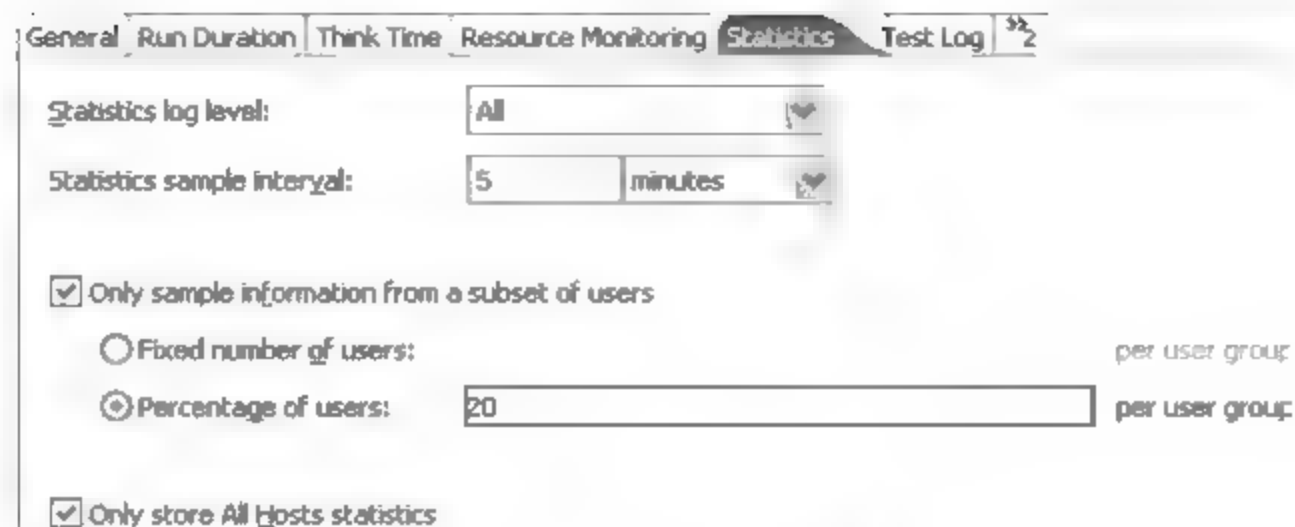 General Run Duration Think Time Resource Monitoring Statistics Test Log »2
Statistics log level: All
Statistics sample interval: 5 minutes
Only sample information from a subset of users
Fixed number of users: per user group
Percentage of users: 20 per user group
Only store All Hosts statistics